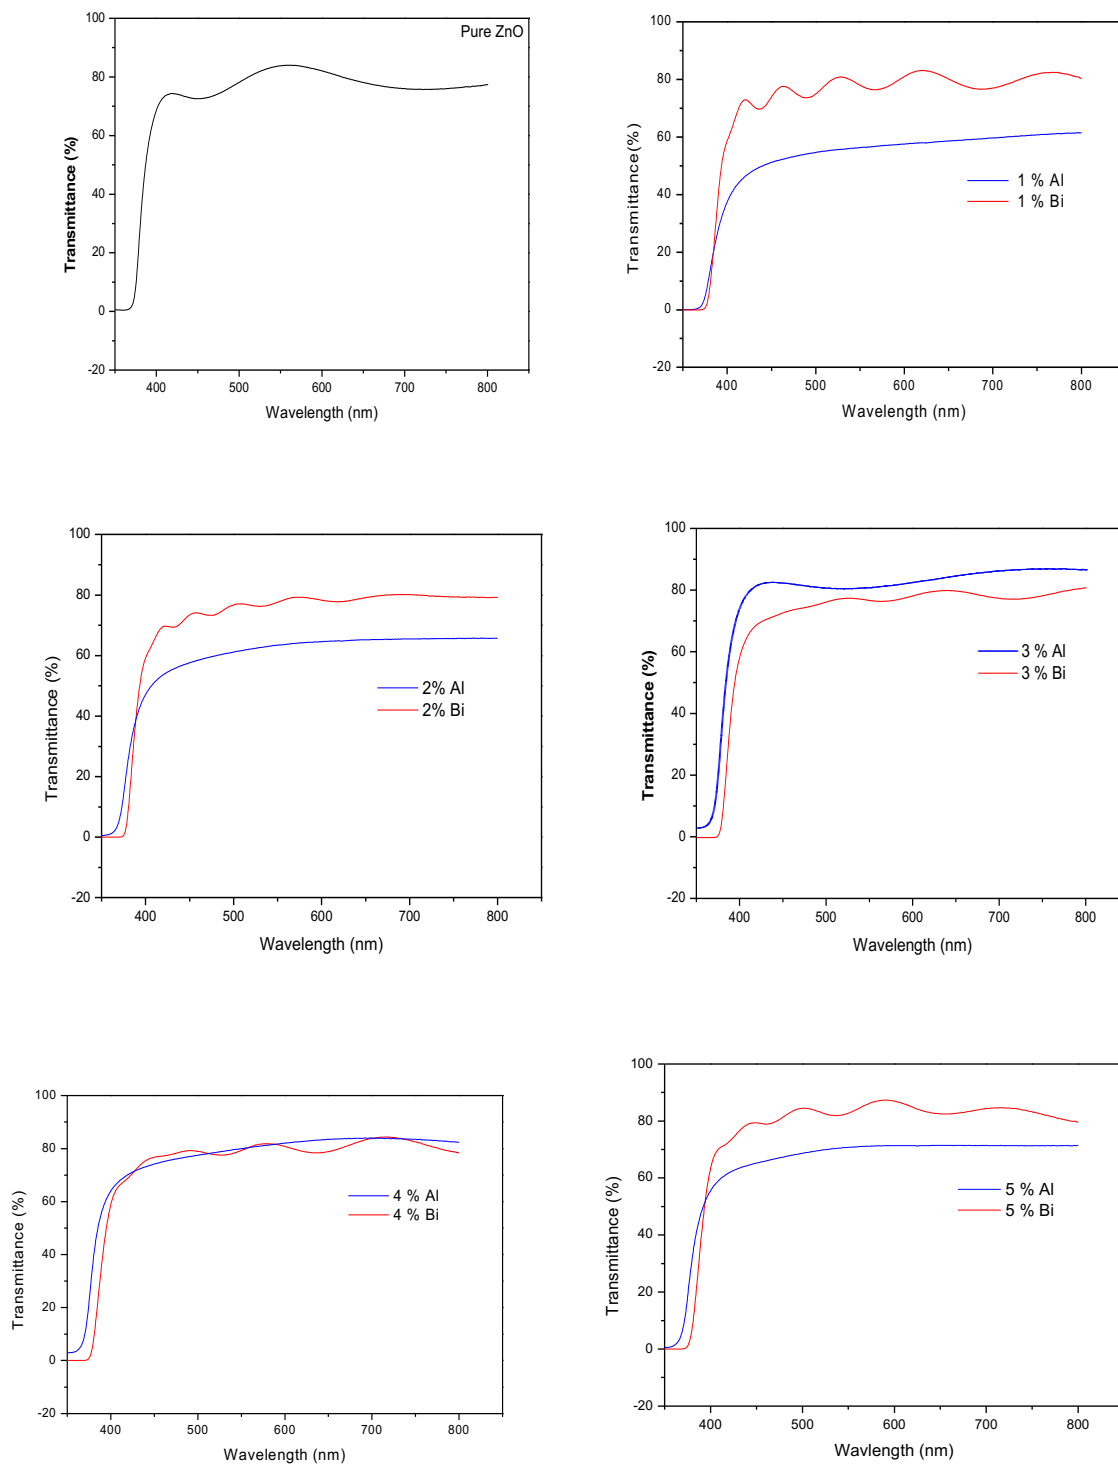 Pure ZnO
100
80
60
40
20
0
-20
Transmittance (%)
400 500 600 700 800
Wavelength (nm)
100
80
60
40
20
0
-20
Transmittance (%)
1 % Al
1 % Bi
400 500 600 700 800
Wavelength (nm)
100
80
60
40
20
0
-20
Transmittance (%)
2% Al
2% Bi
400 500 600 700 800
Wavelength (nm)
100
80
60
40
20
0
-20
Transmittance (%)
3 % Al
3 % Bi
400 500 600 700 800
Wavelength (nm)
100
80
60
40
20
0
-20
Transmittance (%)
4 % Al
4 % Bi
400 500 600 700 800
Wavelength (nm)
100
80
60
40
20
0
-20
Transmittance (%)
5 % Al
5 % Bi
400 500 600 700 800
Wavlength (nm)